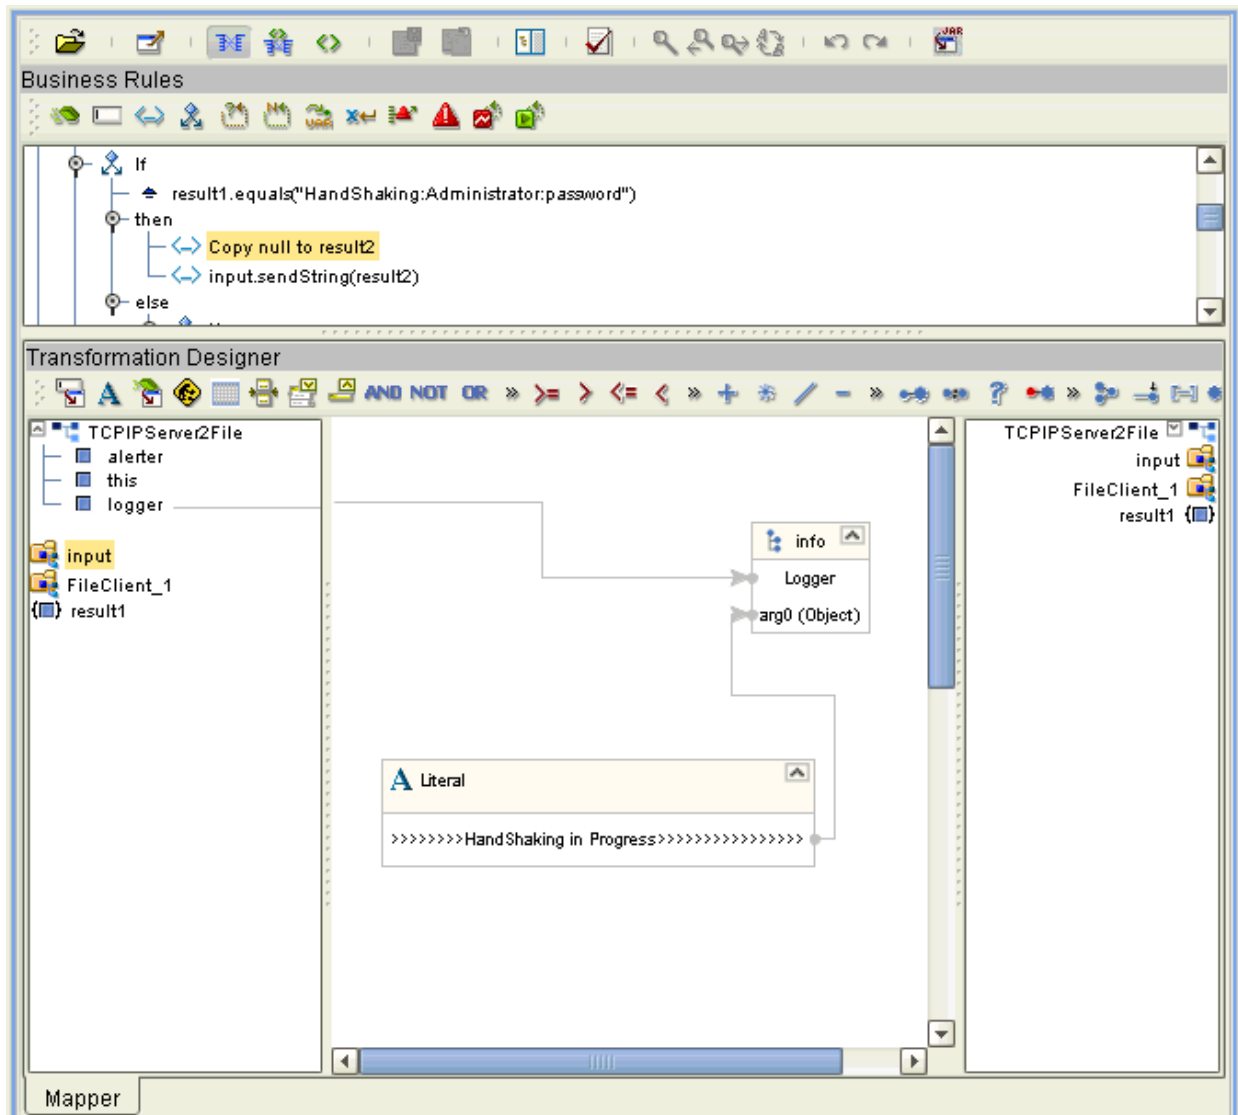 JAR
Business Rules
VAR
If
result1.equals("HandShaking:Administrator:password")
then
Copy null to result2
input.sendString(result2)
else
Transformation Designer
A AND NOT OR » >= > <= < » + / - » ? »
TCPIPServer2File
alerter
this
logger
input
FileClient_1
result1
info
Logger
arg0 (Object)
A Literal
>>>>>>>>HandShaking in Progress>>>>>>>>>>>>>>>>
TCPIPServer2File
input
FileClient_1
result1
Mapper